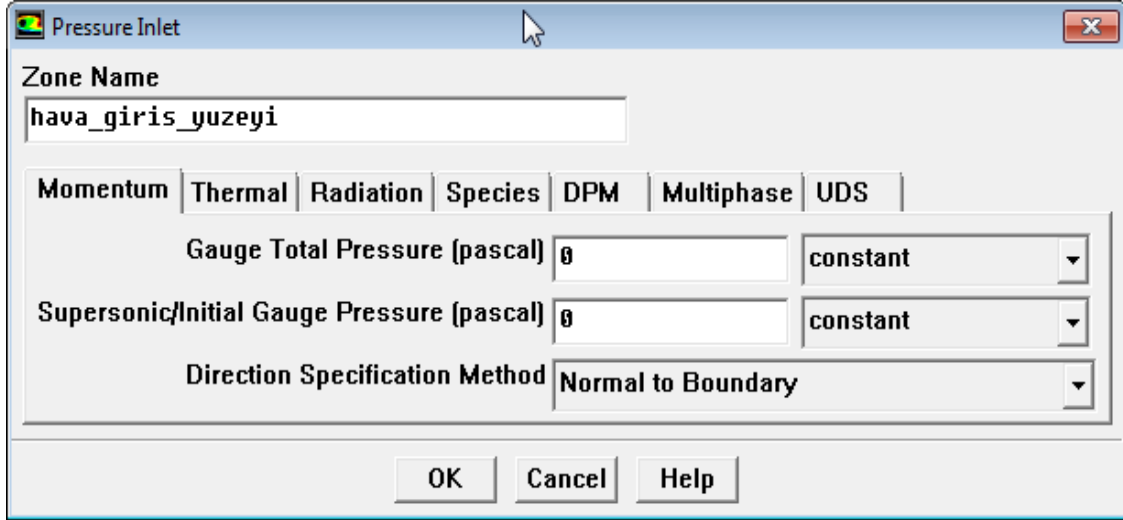 Pressure Inlet
Zone Name
hava_giris_yuzeyi
Momentum Thermal Radiation Species DPM Multiphase UDS
Gauge Total Pressure (pascal) 0 constant
Supersonic/Initial Gauge Pressure (pascal) 0 constant
Direction Specification Method Normal to Boundary
OK Cancel Help